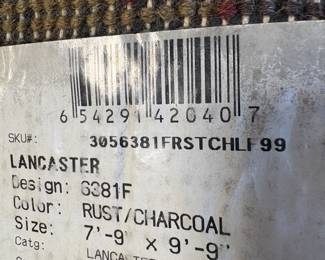 6 54291 42040 7
SKU#: 3056381FRSTCHLF99
LANCASTER
Design: 6381F
Color: RUST/CHARCOAL
Size: 7'-9" x 9'-9"
Catg: